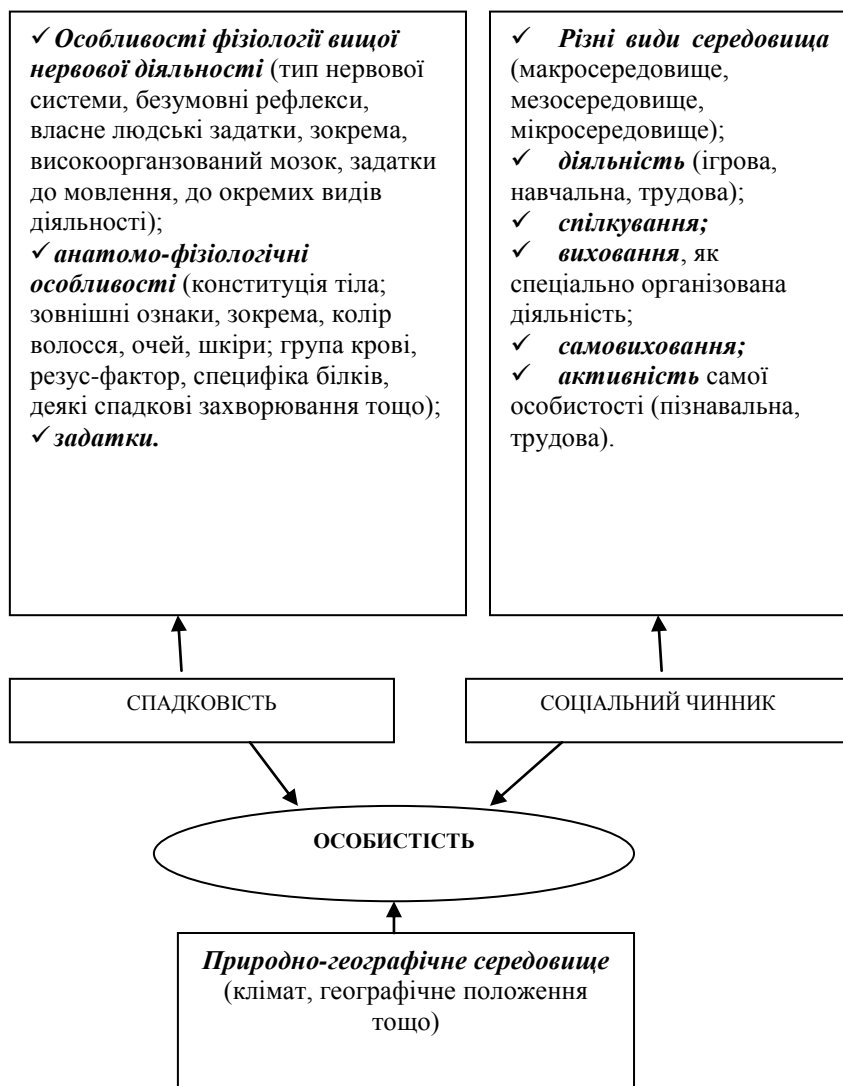 ✓ Особливості фізіології вищої
нервової діяльності (тип нервової
системи, безумовні рефлекси,
власне людські задатки, зокрема,
високоорганзований мозок, задатки
до мовлення, до окремих видів
діяльності);
✓ анатомо-фізіологічні
особливості (конституція тіла;
зовнішні ознаки, зокрема, колір
волосся, очей, шкіри; група крові,
резус-фактор, специфіка білків,
деякі спадкові захворювання тощо);
✓ задатки.
✓ Різні види середовища
(макросередовище,
мезосередовище,
мікросередовище);
✓ діяльність (ігрова,
навчальна, трудова);
✓ спілкування;
✓ виховання, як
спеціально організована
діяльність;
✓ самовиховання;
✓ активність самої
особистості (пізнавальна,
трудова).
СПАДКОВІСТЬ
СОЦІАЛЬНИЙ ЧИННИК
ОСОБИСТІСТЬ
Природно-географічне середовище
(клімат, географічне положення
тощо)